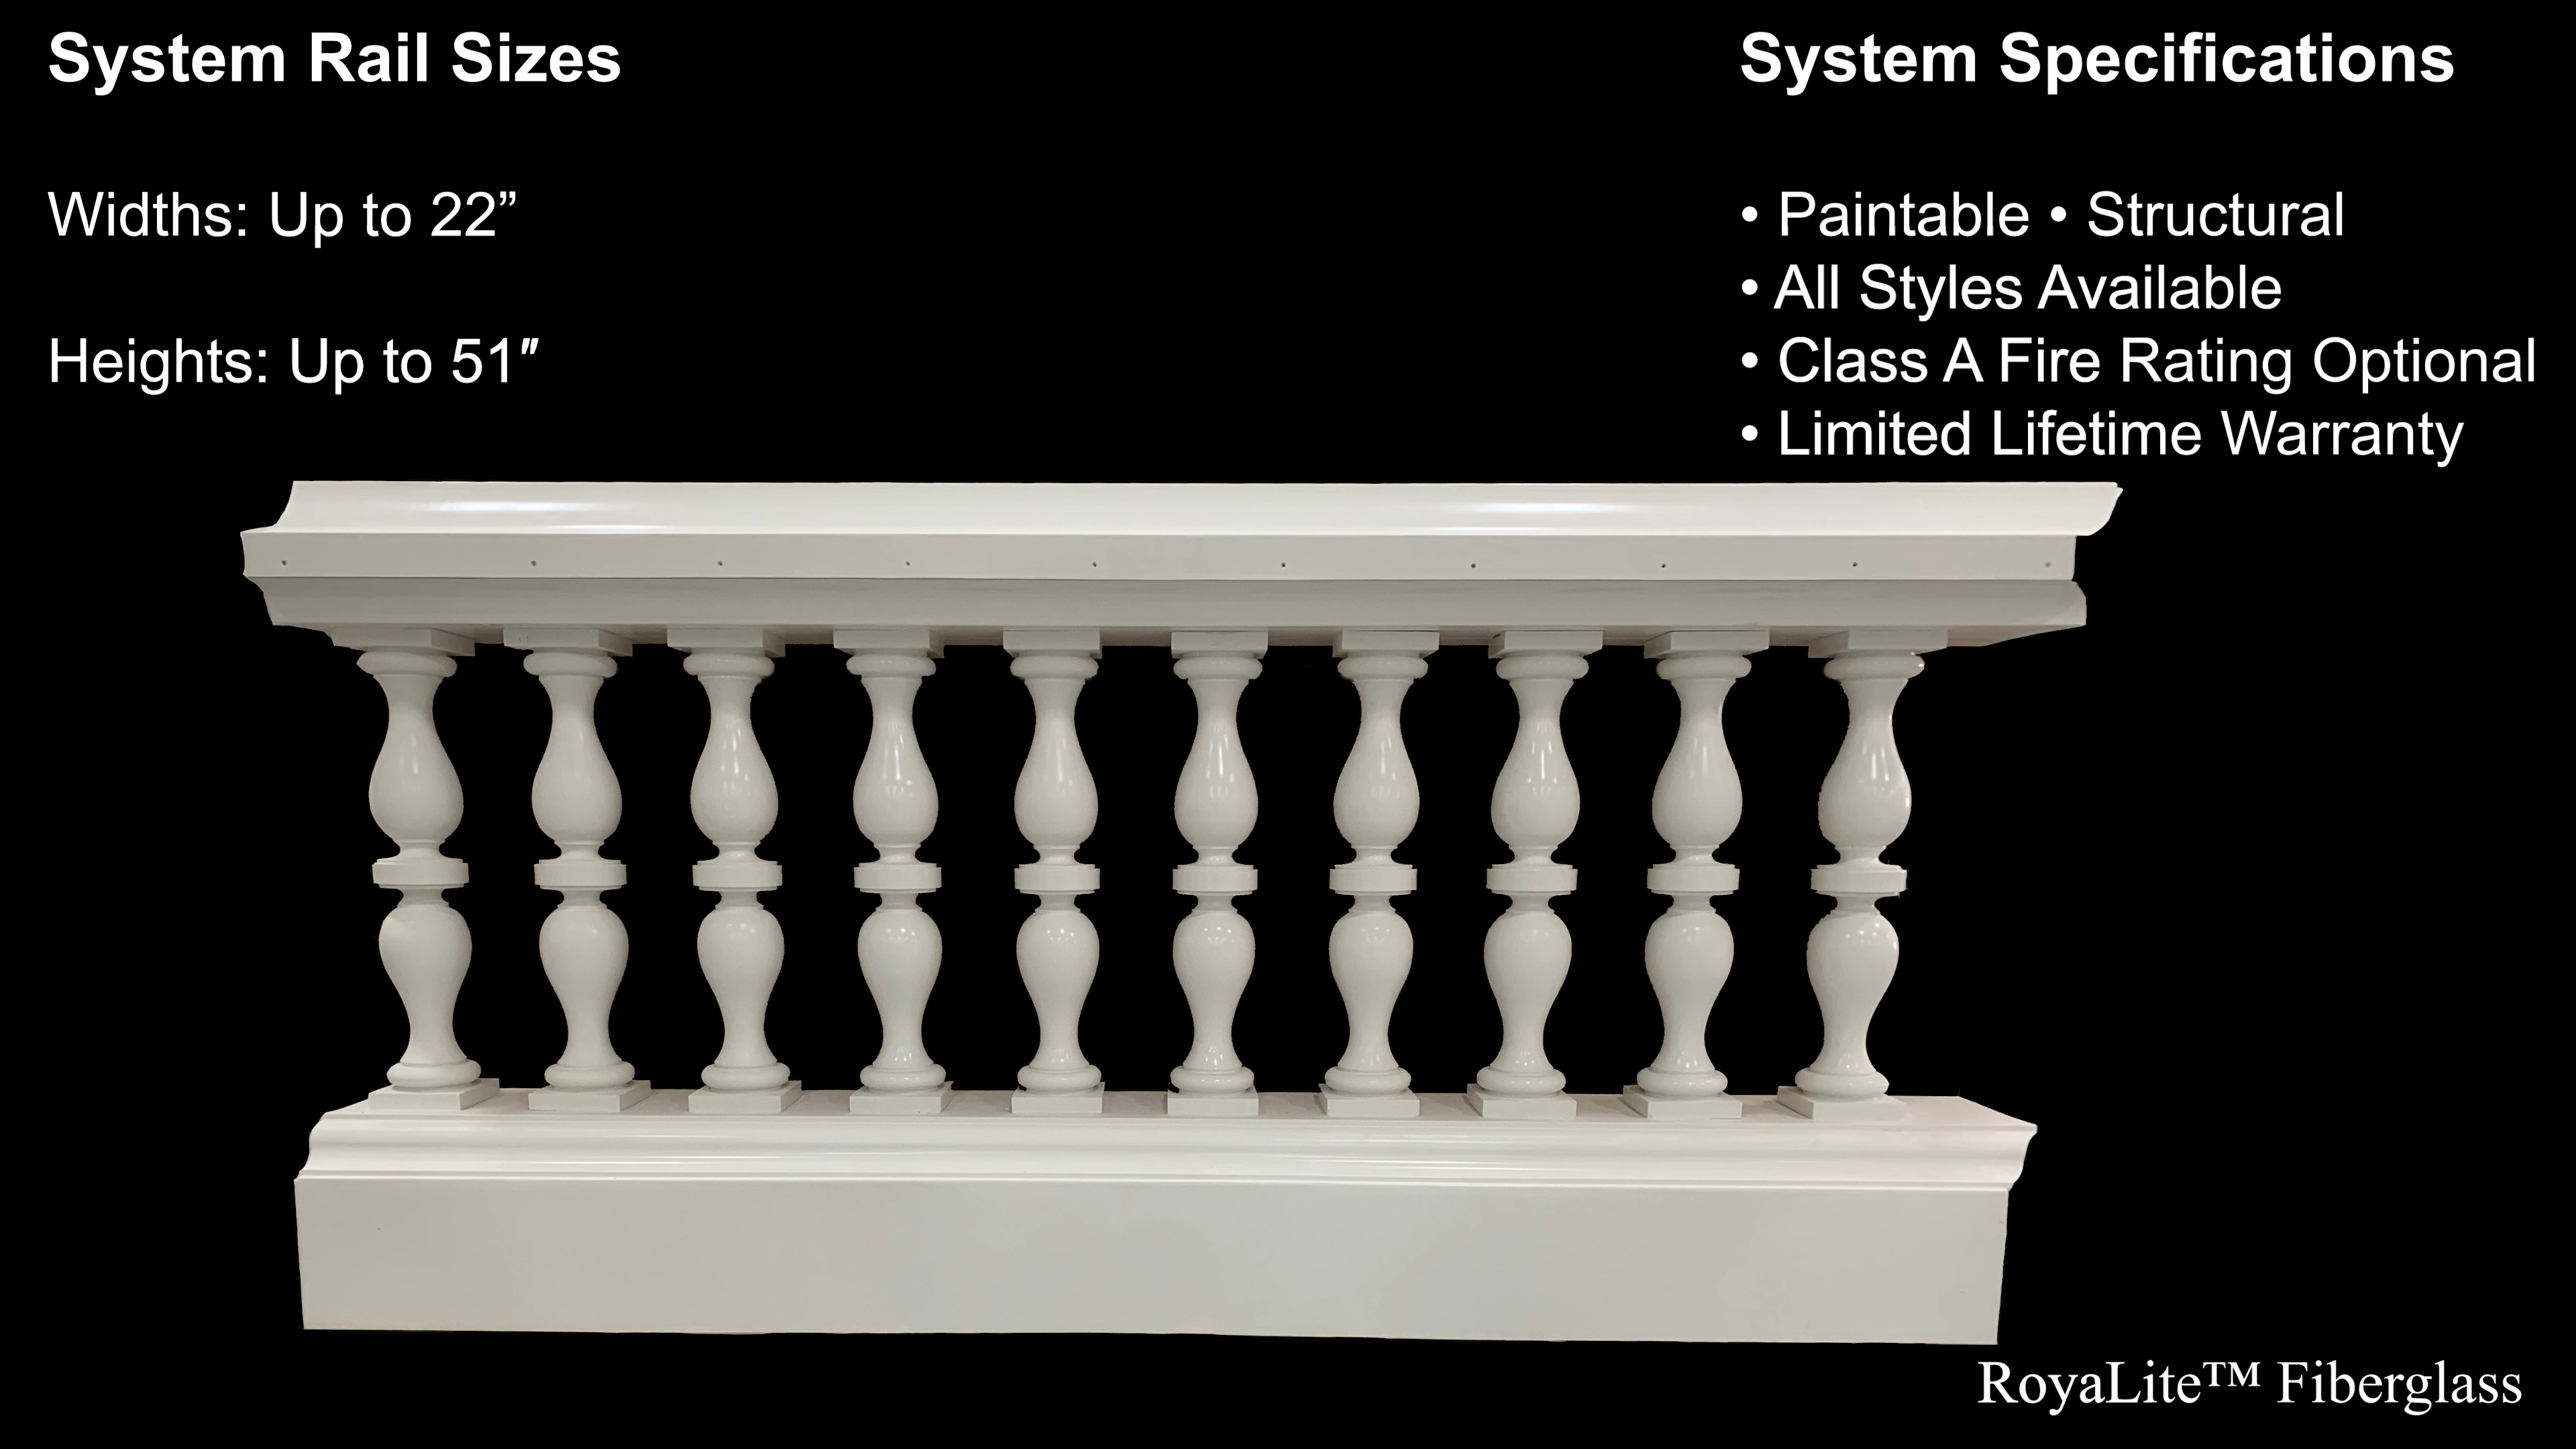 System Rail Sizes
Widths: Up to 22”
Heights: Up to 51″
System Specifications
• Paintable • Structural
• All Styles Available
• Class A Fire Rating Optional
• Limited Lifetime Warranty
RoyaLite™ Fiberglass